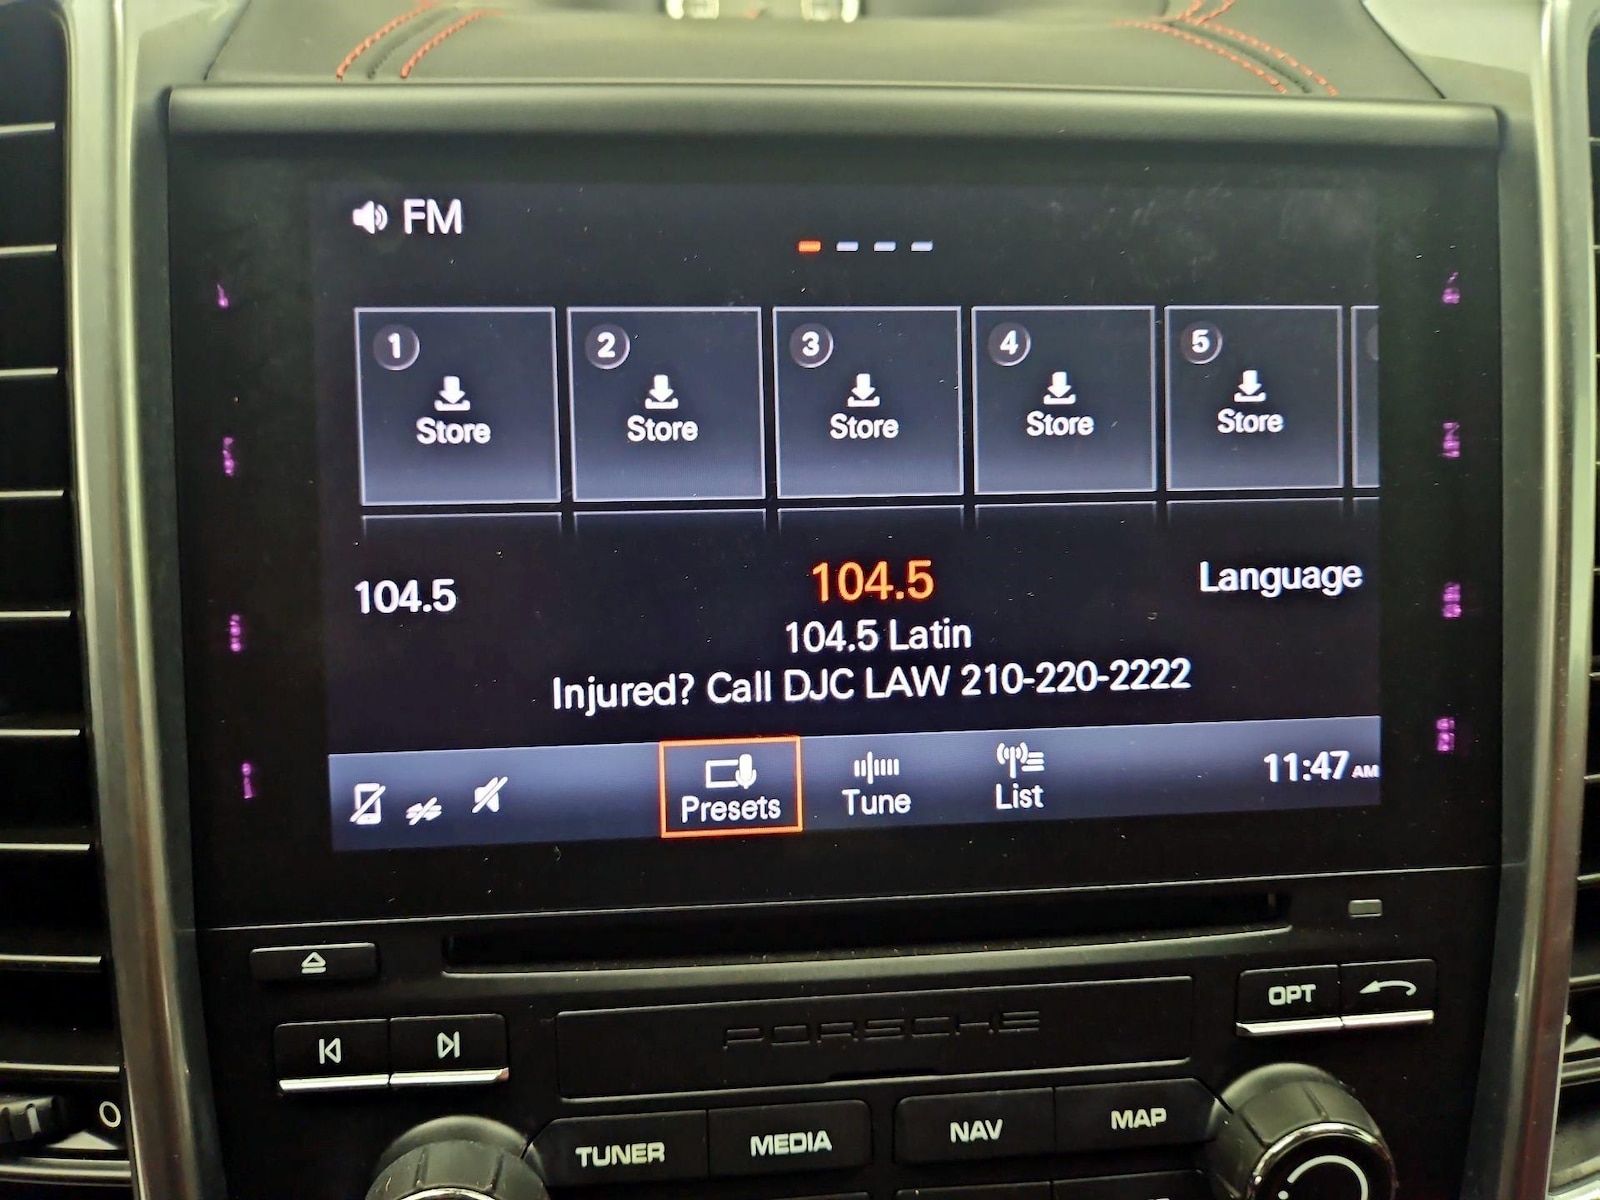 FM
1 2 3 4 5
Store Store Store Store Store
104.5 104.5 Language
104.5 Latin
Injured? Call DJC LAW 210-220-2222
Presets Tune List 11:47 AM
OPT
PORSCHE
TUNER MEDIA NAV MAP